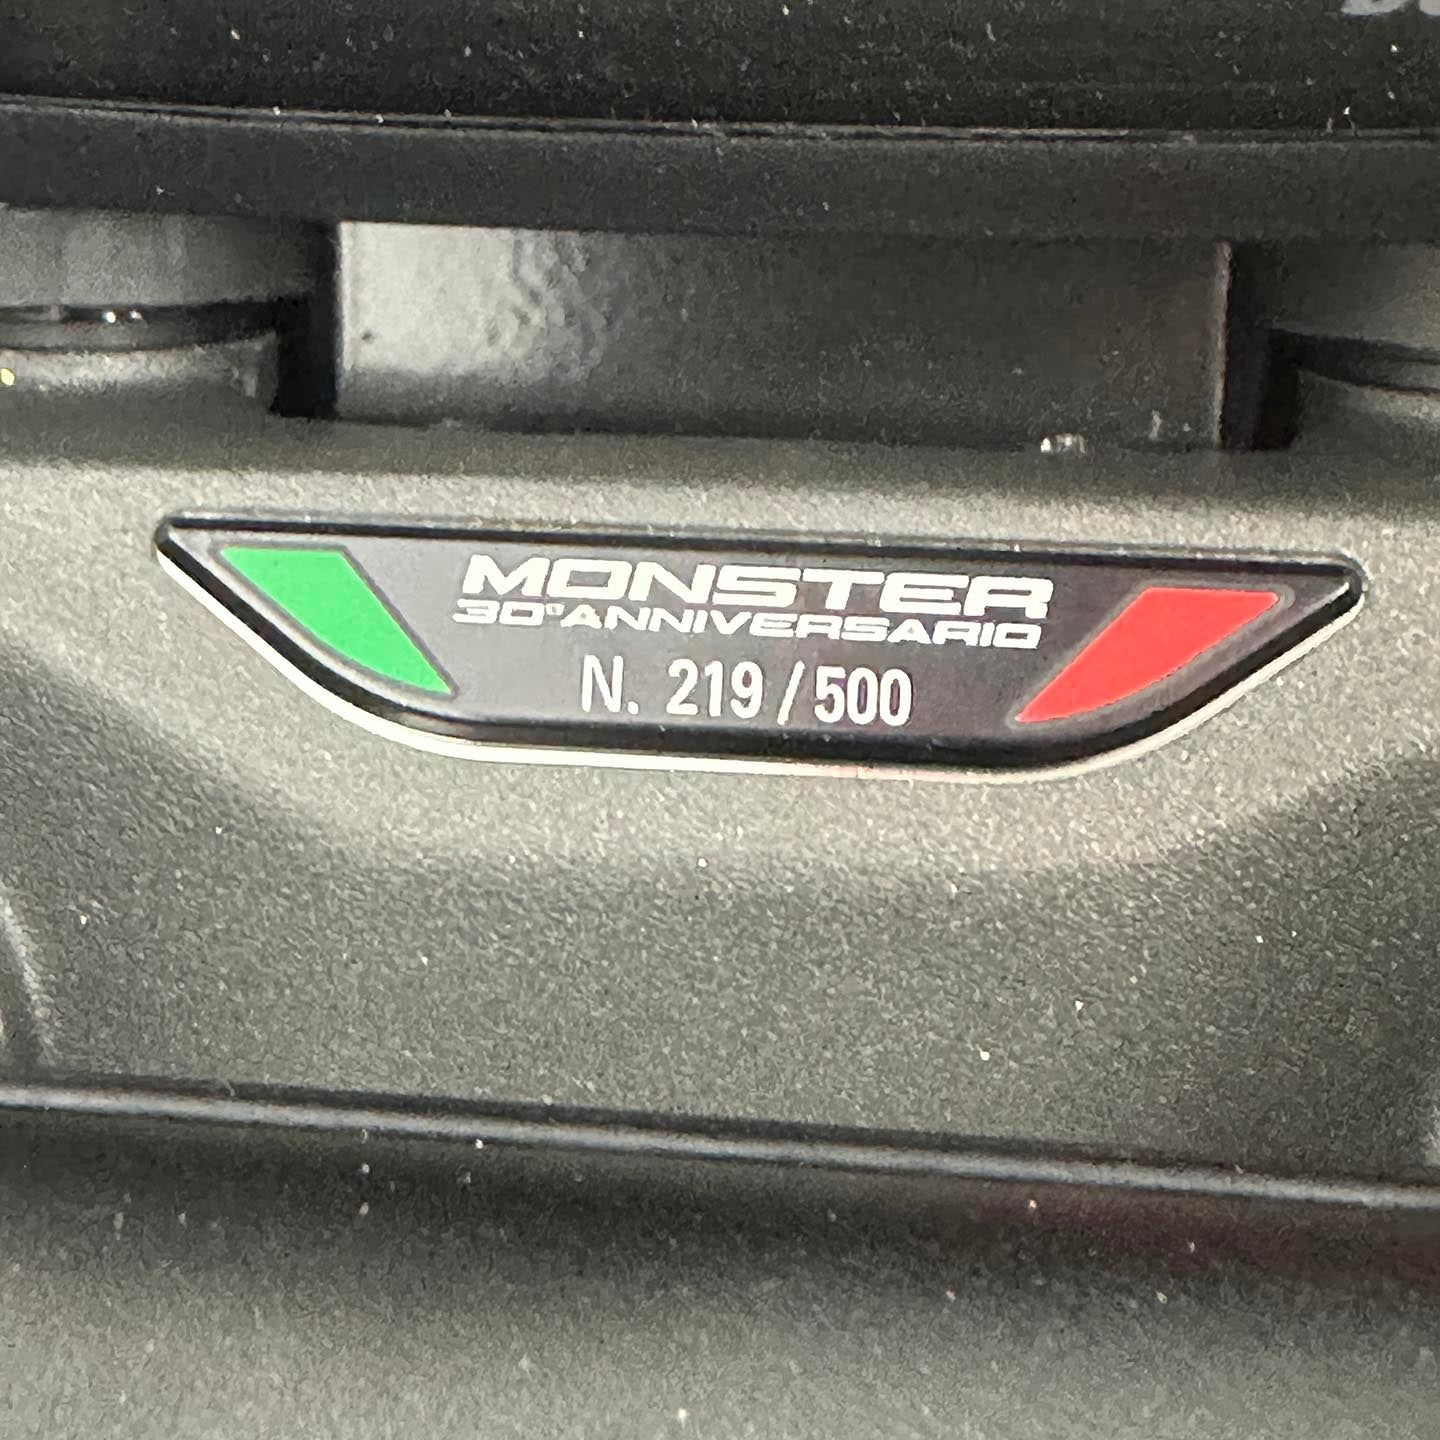 MONSTER
30° ANNIVERSARIO
N. 219 / 500